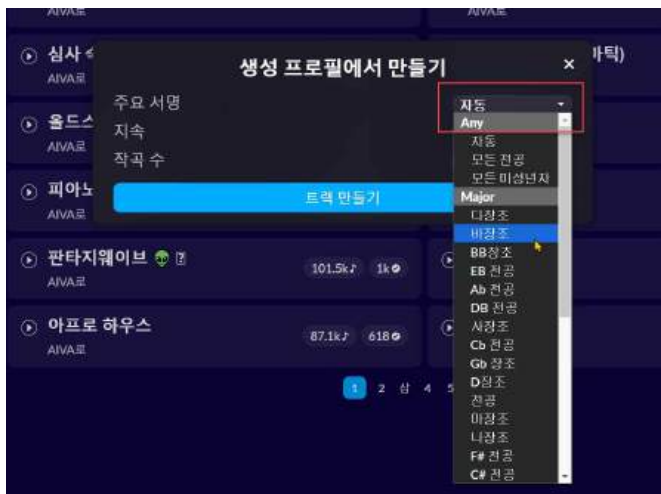 AIVA로
AIVA로
심사
AIVA로
마틱)
생성 프로필에서 만들기
×
주요 서명
자동
지속
작곡 수
트랙 만들기
올드스
AIVA로
피아노
AIVA로
판타지웨이브
AIVA로
101.5k
1k
아프로 하우스
AIVA로
87.1k
618
1 2 삼 4 5
Any
자동
모든 전공
모든 미성년자
Major
다장조
바장조
BB장조
EB 전공
Ab 전공
DB 전공
사장조
Cb 전공
Gb 장조
D장조
전공
마장조
나장조
F# 전공
C# 전공